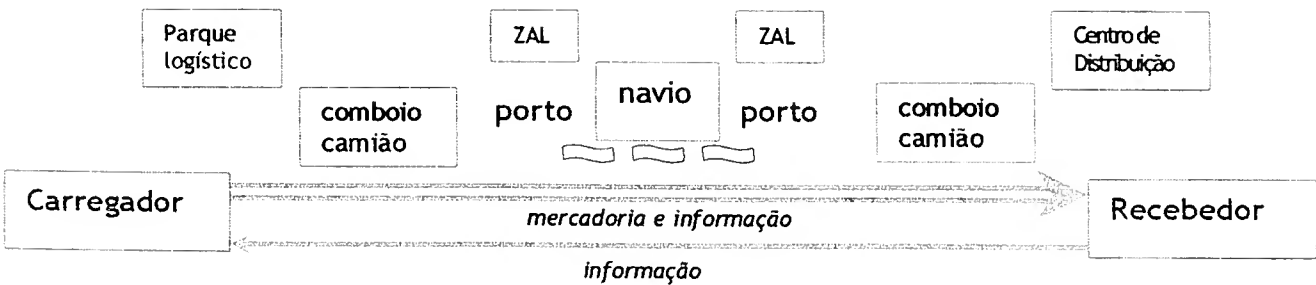 Parque
logístico
ZAL
ZAL
Centro de
Distribuição
comboio
camião
porto
navio
porto
comboio
camião
Carregador
mercadoria e informação
Recebedor
informação